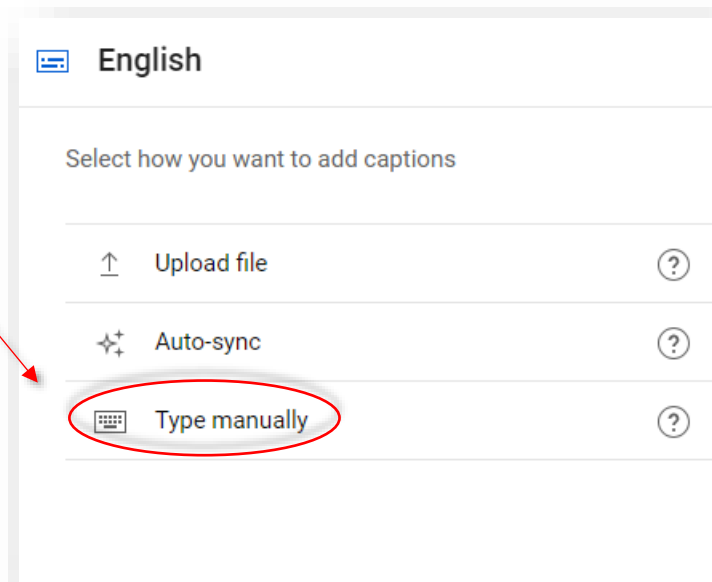 English
Select how you want to add captions
Upload file
Auto-sync
Type manually